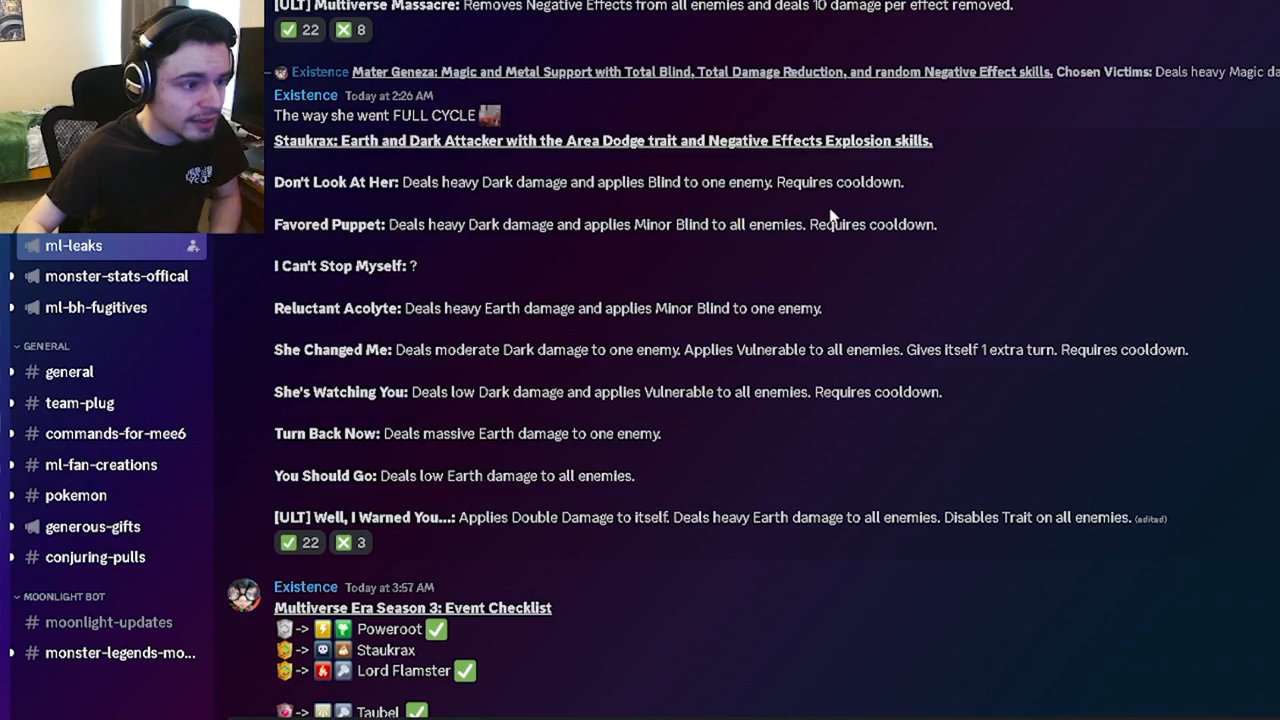 [ULT] Multiverse Massacre: Removes Negative Effects from all enemies and deals 10 damage per effect removed.
22 8
Existence Mater Geneza: Magic and Metal Support with Total Blind, Total Damage Reduction, and random Negative Effect skills. Chosen Victims: Deals heavy Magic da
Existence Today at 2:26 AM
The way she went FULL CYCLE
Staukrax: Earth and Dark Attacker with the Area Dodge trait and Negative Effects Explosion skills.
Don't Look At Her: Deals heavy Dark damage and applies Blind to one enemy. Requires cooldown.
Favored Puppet: Deals heavy Dark damage and applies Minor Blind to all enemies. Requires cooldown.
I Can't Stop Myself: ?
Reluctant Acolyte: Deals heavy Earth damage and applies Minor Blind to one enemy.
She Changed Me: Deals moderate Dark damage to one enemy. Applies Vulnerable to all enemies. Gives itself 1 extra turn. Requires cooldown.
She's Watching You: Deals low Dark damage and applies Vulnerable to all enemies. Requires cooldown.
Turn Back Now: Deals massive Earth damage to one enemy.
You Should Go: Deals low Earth damage to all enemies.
[ULT] Well, I Warned You...: Applies Double Damage to itself. Deals heavy Earth damage to all enemies. Disables Trait on all enemies. (edited)
22 3
Existence Today at 3:57 AM
Multiverse Era Season 3: Event Checklist
-> Poweroot
-> Staukrax
-> Lord Flamster
-> Taubel
ml-leaks
monster-stats-offical
ml-bh-fugitives
GENERAL
# general
# team-plug
# commands-for-mee6
# ml-fan-creations
# pokemon
generous-gifts
# conjuring-pulls
MOONLIGHT BOT
# moonlight-updates
# monster-legends-mo...